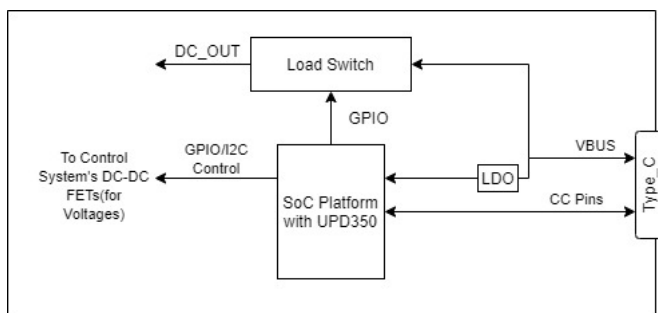 DC_OUT
Load Switch
GPIO
GPIO/I2C
Control
To Control
System's DC-DC
FETs(for
Voltages)
SoC Platform
with UPD350
LDO
VBUS
CC Pins
Type_C